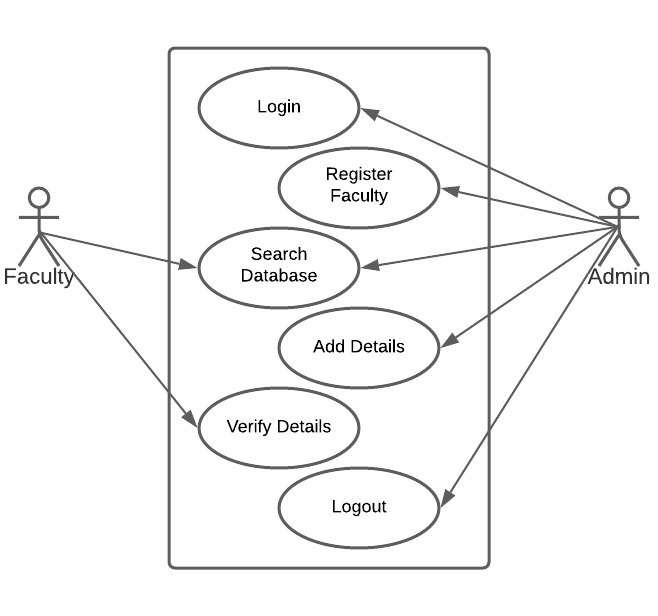 Login
Register
Faculty
Search
Database
Faculty
Admin
Add Details
Verify Details
Logout